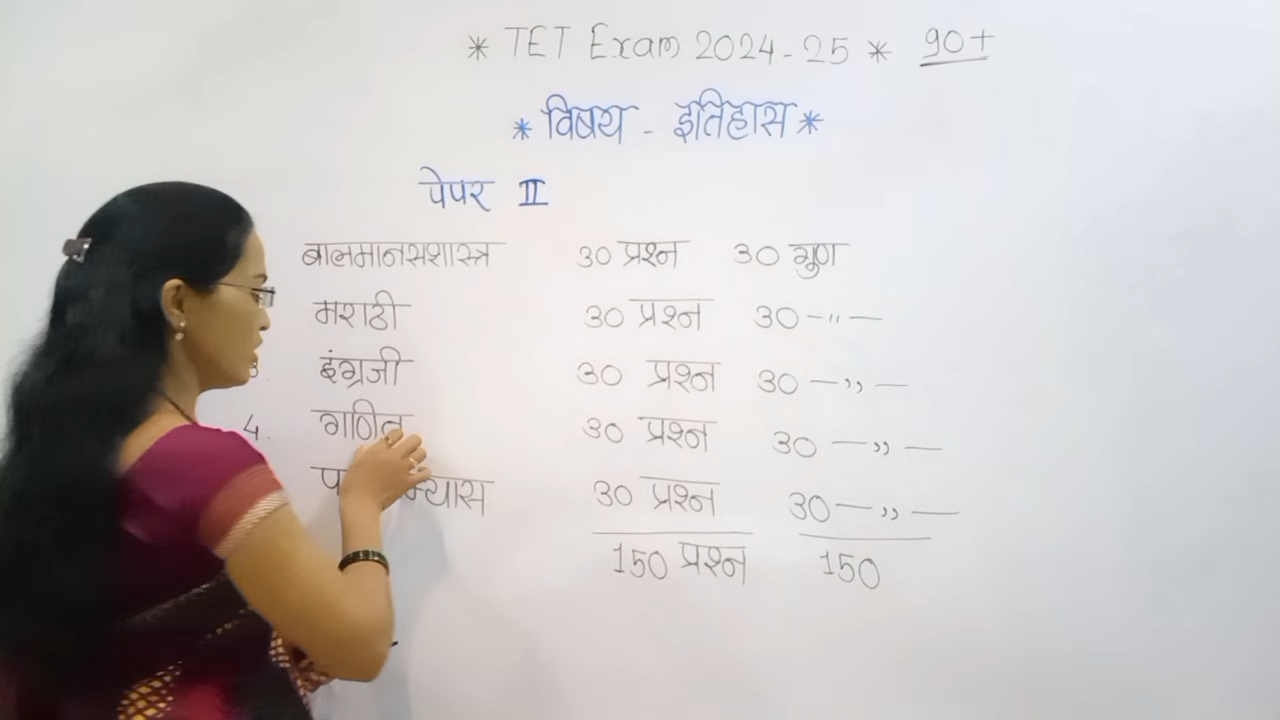 * TET Exam 2024-25 * 90+
* विषय - इतिहास *
पेपर II
बालमानसशास्त्र 30 प्रश्न 30 गुण
मराठी 30 प्रश्न 30 -"-
3. इंग्रजी 30 प्रश्न 30 -"-
4. गणित 30 प्रश्न 30 -"-
30 प्रश्न 30 -"-
150 प्रश्न 150